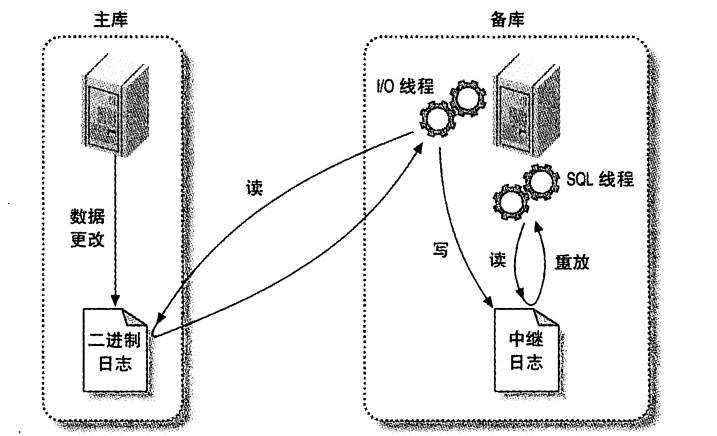 主库
备库
I/O 线程
SQL 线程
读
数据
更改
写
读
重放
二进制
日志
中继
日志